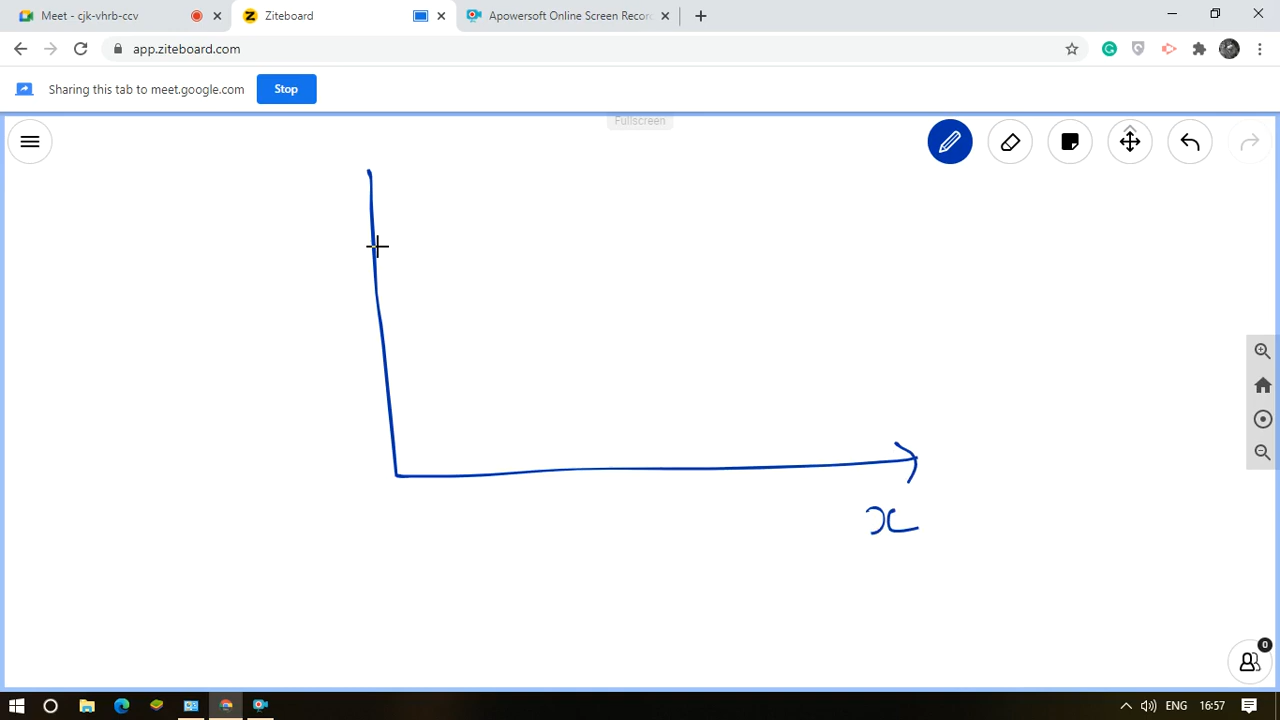 Meet - cjk-vhrb-ccv
Ziteboard
Apowersoft Online Screen Recor
app.ziteboard.com
Sharing this tab to meet.google.com
Stop
Fullscreen
x
0
ENG
16:57